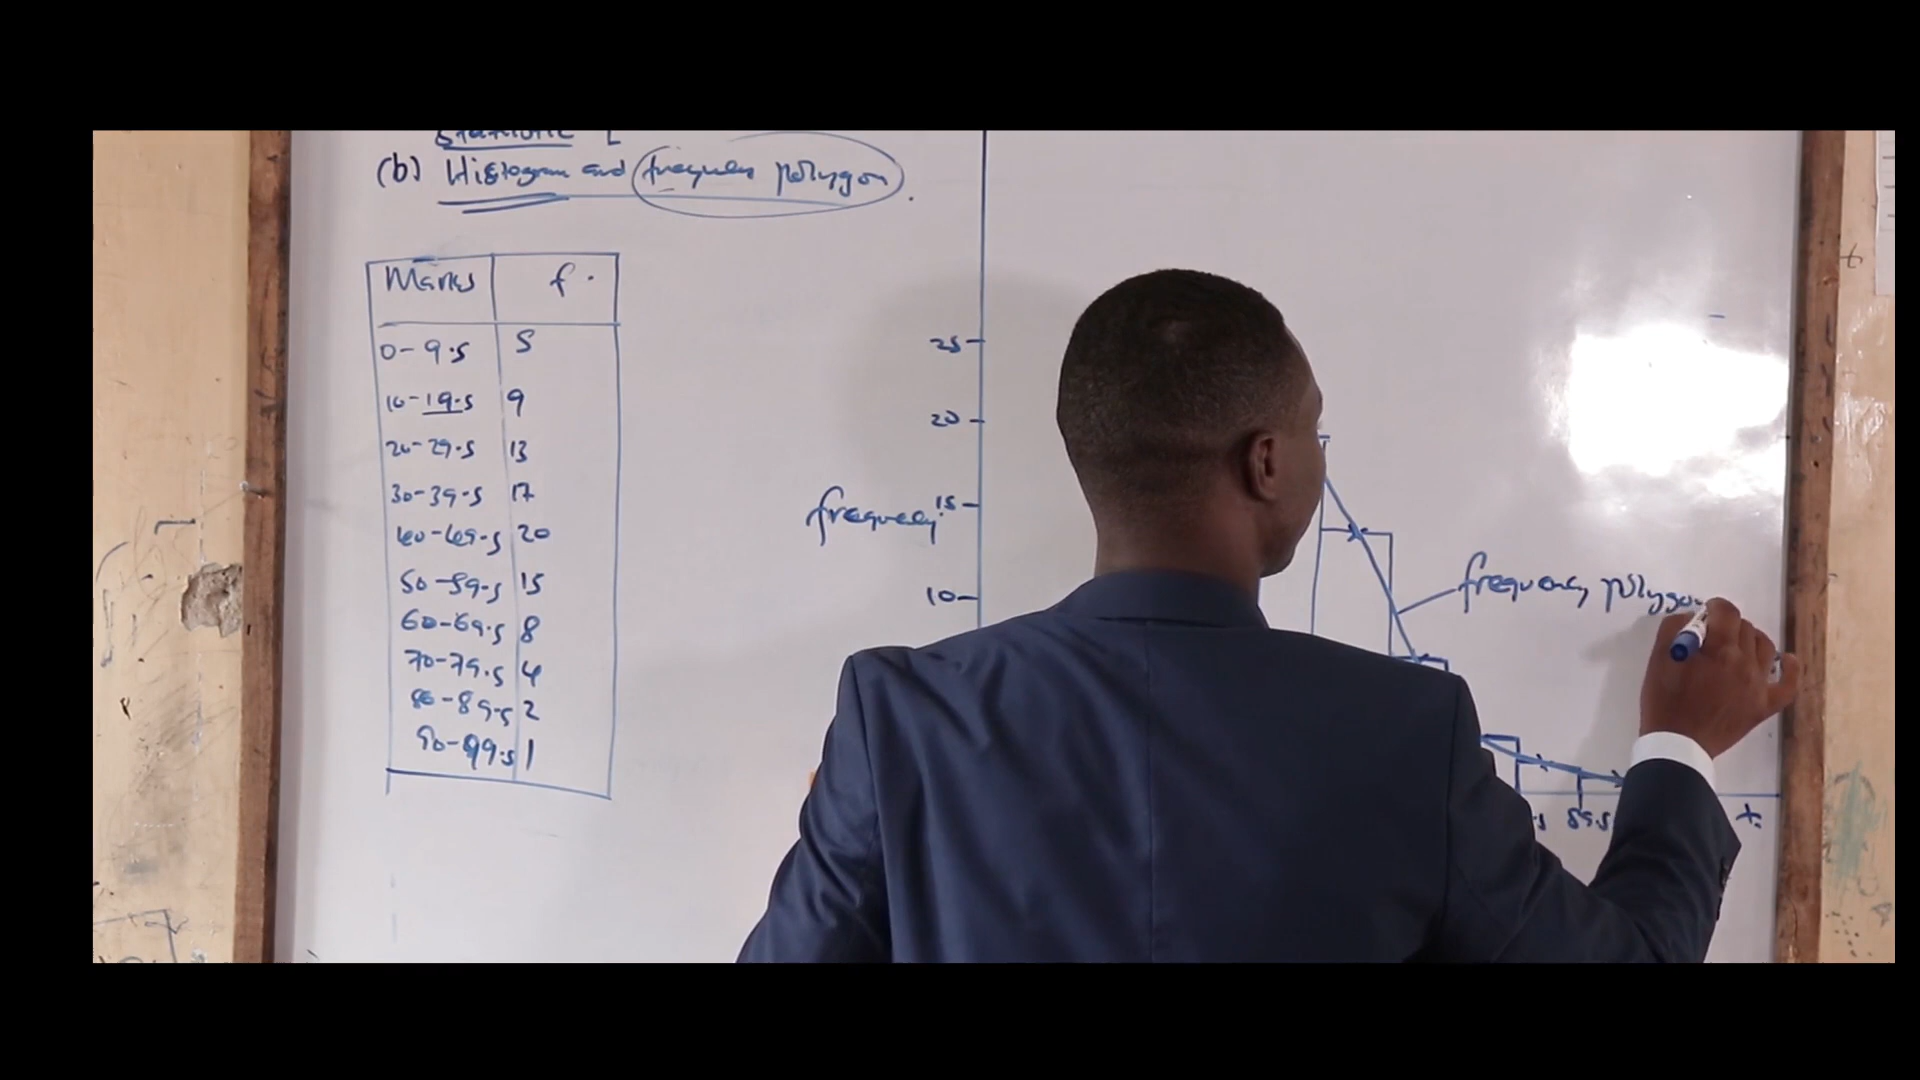 (b) Histogram and frequency polygon.
Marks f.
0-9.5 5
10-19.5 9
20-29.5 13
30-39.5 17
40-49.5 20
50-59.5 15
60-69.5 8
70-79.5 4
80-89.5 2
90-99.5 1
25
20
frequency 15
10
frequency polygon
89.5
x